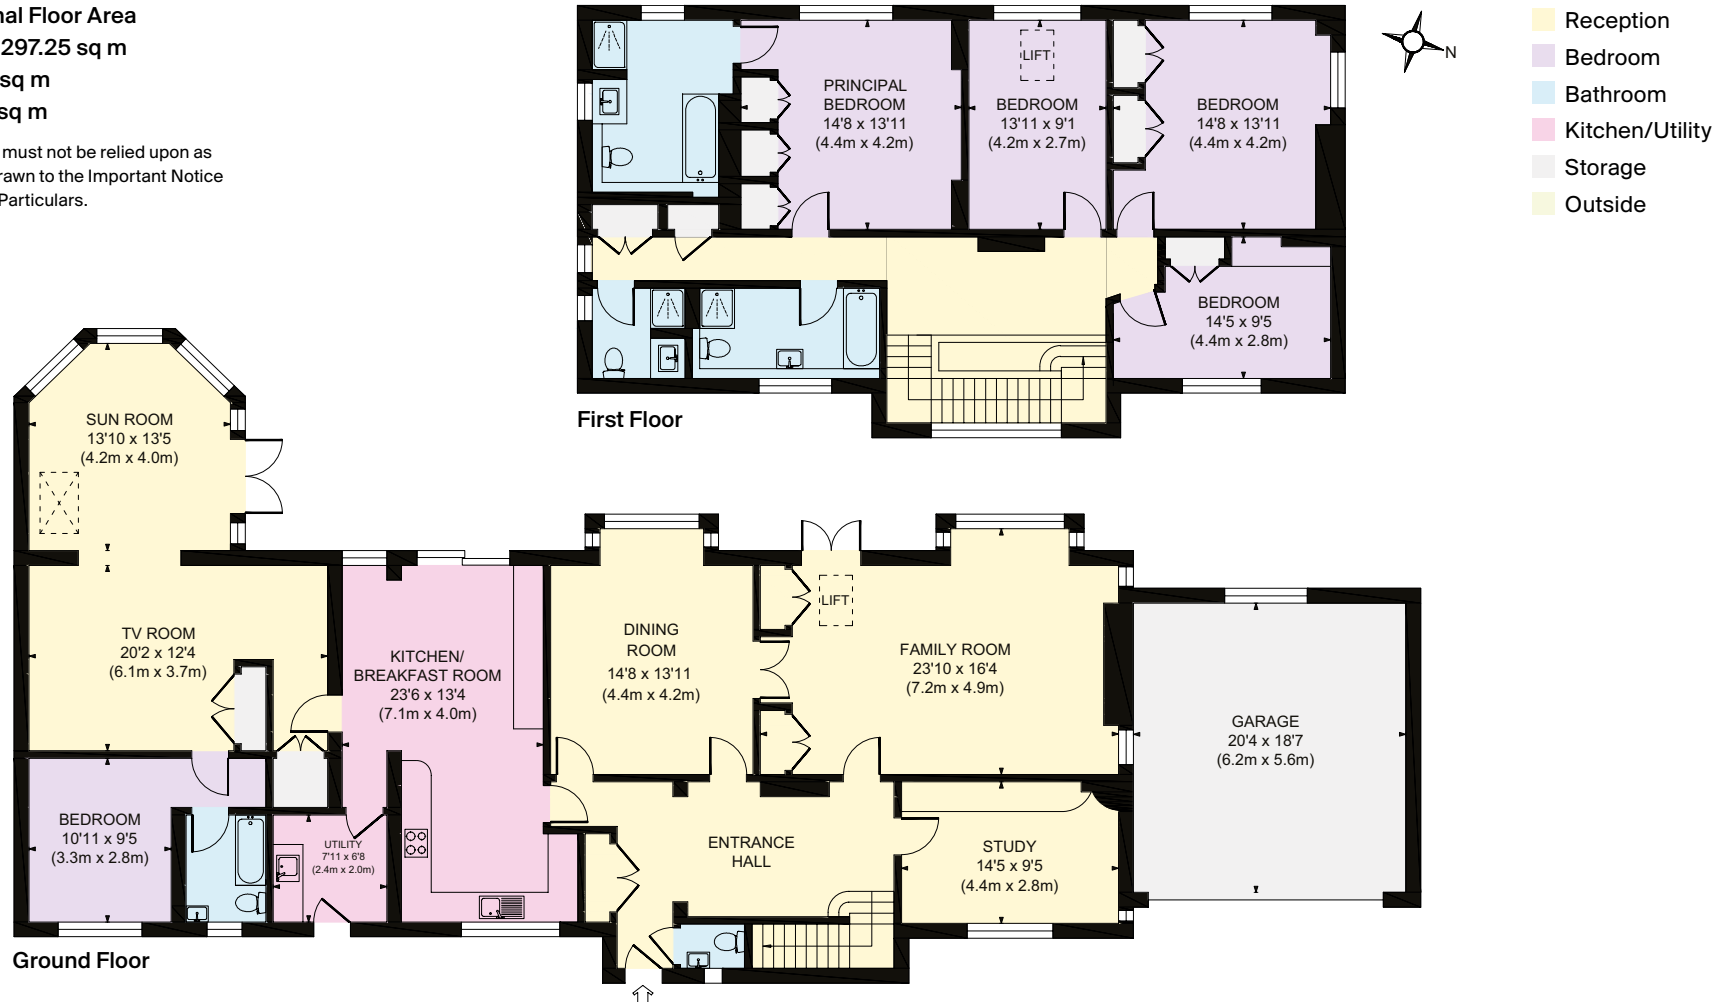 nal Floor Area
297.25 sq m
sq m
sq m
must not be relied upon as
rawn to the Important Notice
Particulars.
N
Reception
Bedroom
Bathroom
Kitchen/Utility
Storage
Outside
PRINCIPAL
BEDROOM
14'8 x 13'11
(4.4m x 4.2m)
LIFT
BEDROOM
13'11 x 9'1
(4.2m x 2.7m)
BEDROOM
14'8 x 13'11
(4.4m x 4.2m)
BEDROOM
14'5 x 9'5
(4.4m x 2.8m)
First Floor
SUN ROOM
13'10 x 13'5
(4.2m x 4.0m)
TV ROOM
20'2 x 12'4
(6.1m x 3.7m)
KITCHEN/
BREAKFAST ROOM
23'6 x 13'4
(7.1m x 4.0m)
DINING
ROOM
14'8 x 13'11
(4.4m x 4.2m)
LIFT
FAMILY ROOM
23'10 x 16'4
(7.2m x 4.9m)
GARAGE
20'4 x 18'7
(6.2m x 5.6m)
BEDROOM
10'11 x 9'5
(3.3m x 2.8m)
UTILITY
7'11 x 6'8
(2.4m x 2.0m)
ENTRANCE
HALL
STUDY
14'5 x 9'5
(4.4m x 2.8m)
Ground Floor